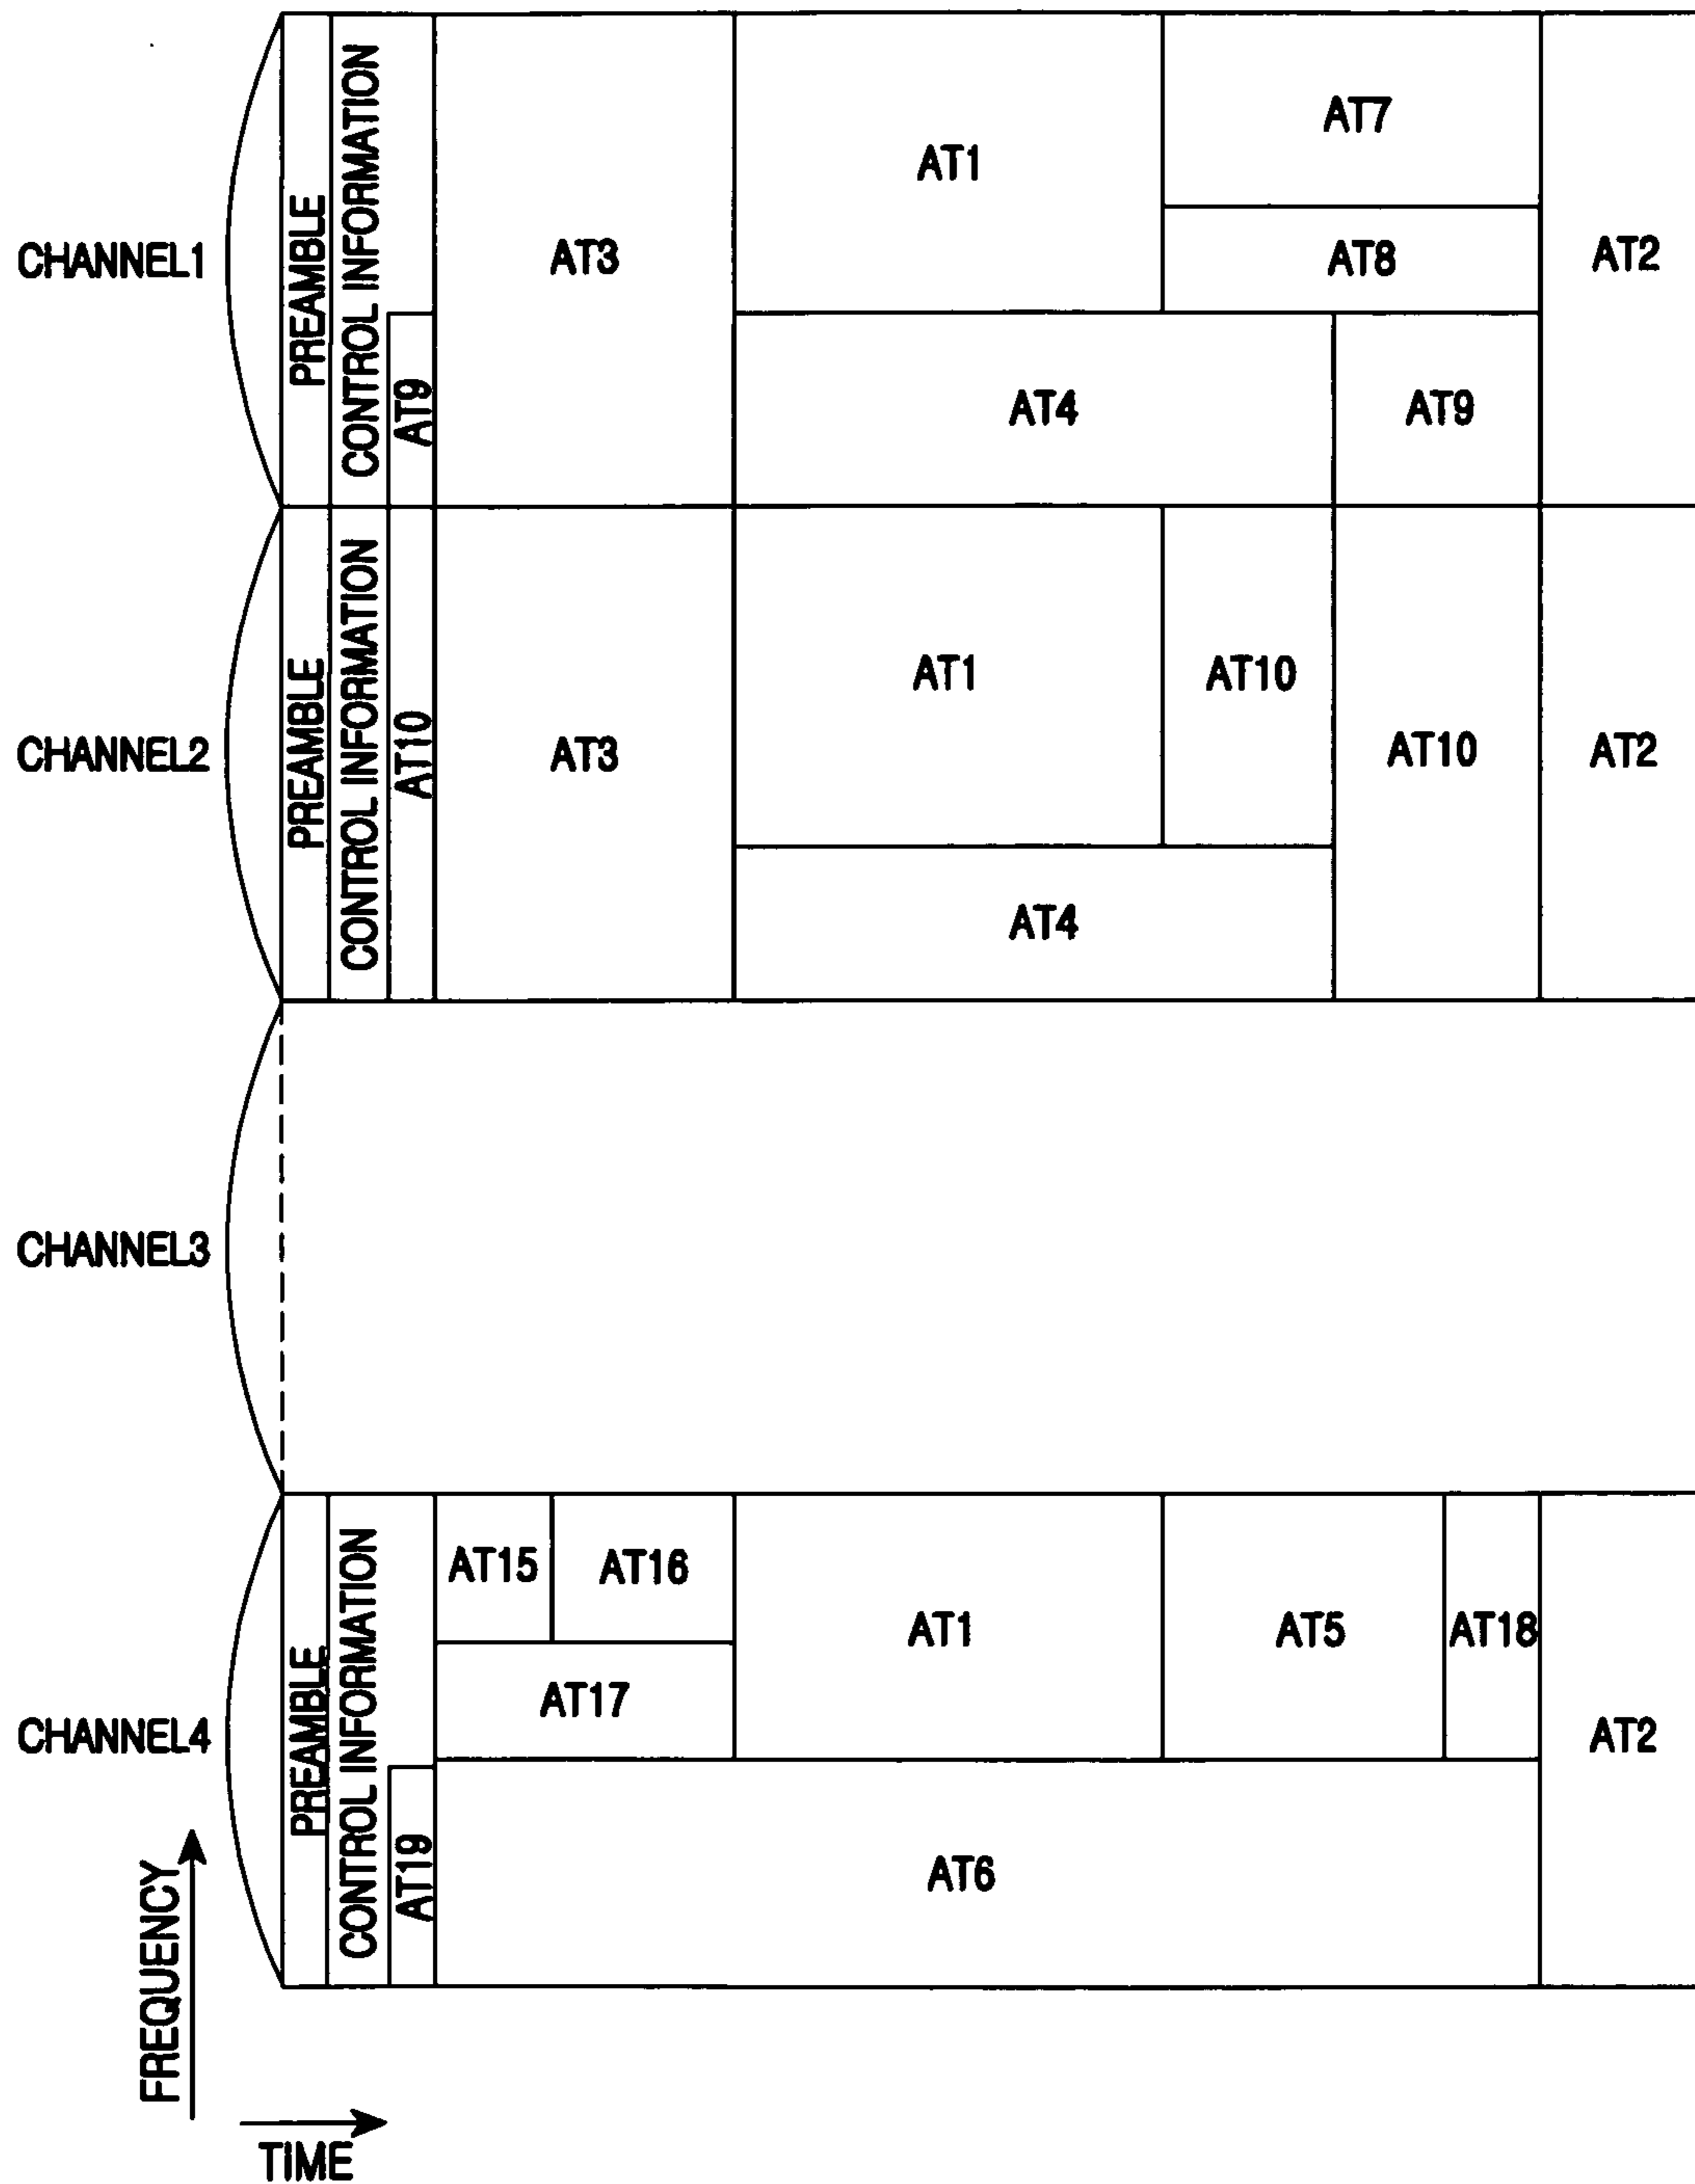 CHANNEL1
PREAMBLE
CONTROL INFORMATION
AT9
AT3
AT1
AT7
AT8
AT4
AT9
AT2
CHANNEL2
PREAMBLE
CONTROL INFORMATION
AT10
AT3
AT1
AT10
AT4
AT10
AT2
CHANNEL3
CHANNEL4
PREAMBLE
CONTROL INFORMATION
AT19
AT15
AT16
AT17
AT1
AT5
AT18
AT6
AT2
FREQUENCY
TIME